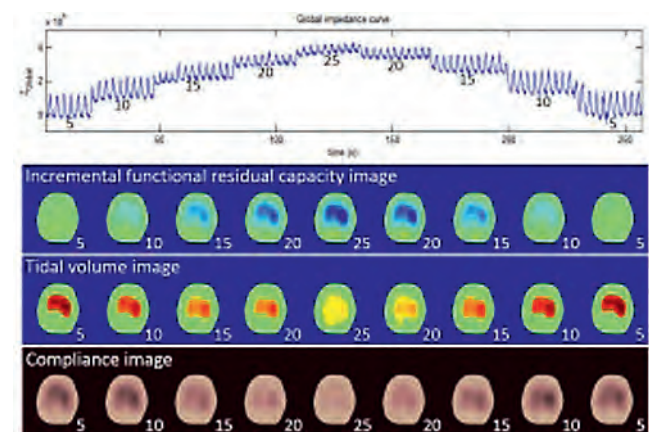 Global impedance curve
5 10 15 20 25 20 15 10 5
50 100 150 200 250
time (s)
Incremental functional residual capacity image
5 10 15 20 25 20 15 10 5
Tidal volume image
5 10 15 20 25 20 15 10 5
Compliance image
5 10 15 20 25 20 15 10 5